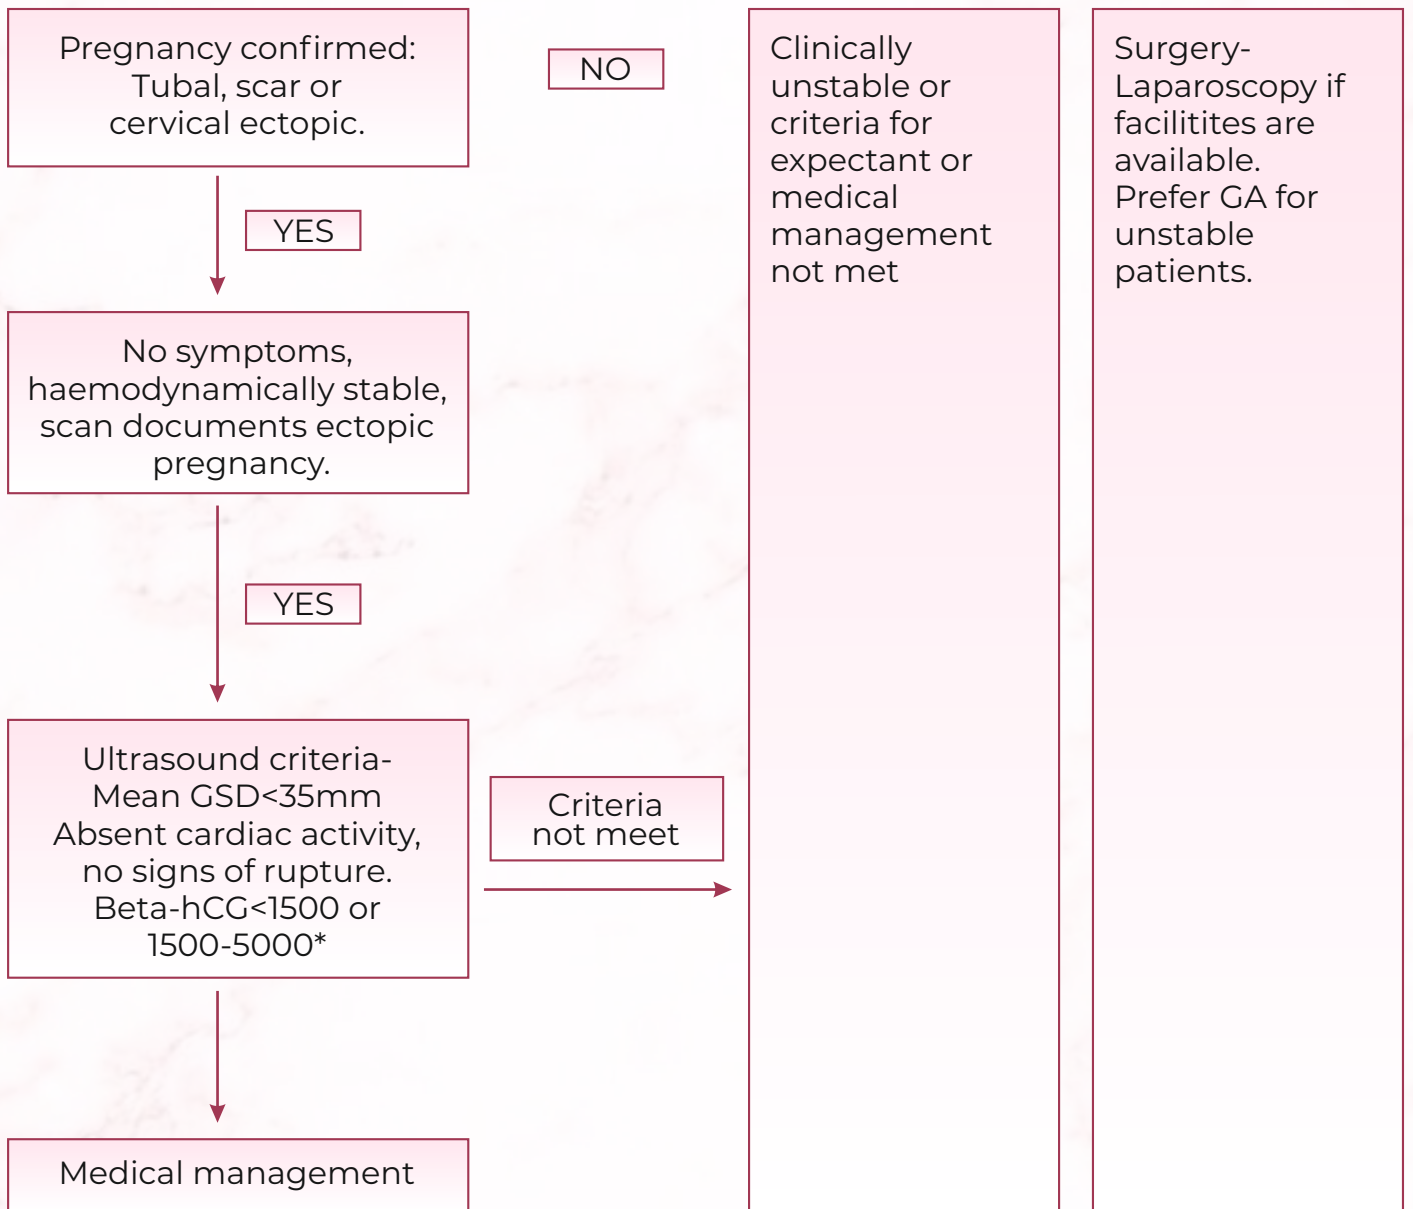 Pregnancy confirmed:
Tubal, scar or
cervical ectopic.
NO
YES
No symptoms,
haemodynamically stable,
scan documents ectopic
pregnancy.
YES
Ultrasound criteria-
Mean GSD<35mm
Absent cardiac activity,
no signs of rupture.
Beta-hCG<1500 or
1500-5000*
Criteria
not meet
Medical management
Clinically
unstable or
criteria for
expectant or
medical
management
not met
Surgery-
Laparoscopy if
facilitites are
available.
Prefer GA for
unstable
patients.